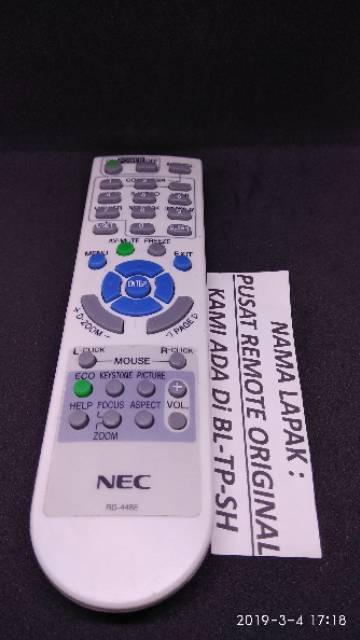 AV-MUTE FREEZE
MENU
EXIT
ENTER
D-ZOOM
PAGE
L-CLICK
R-CLICK
MOUSE
ECO KEYSTONE PICTURE
+
HELP FOCUS ASPECT VOL.
ZOOM
NEC
NAMA LAPAK :
PUSAT REMOTE ORIGINAL
KAMI ADA Di BL-TP-SH
2019-3-4 17:18